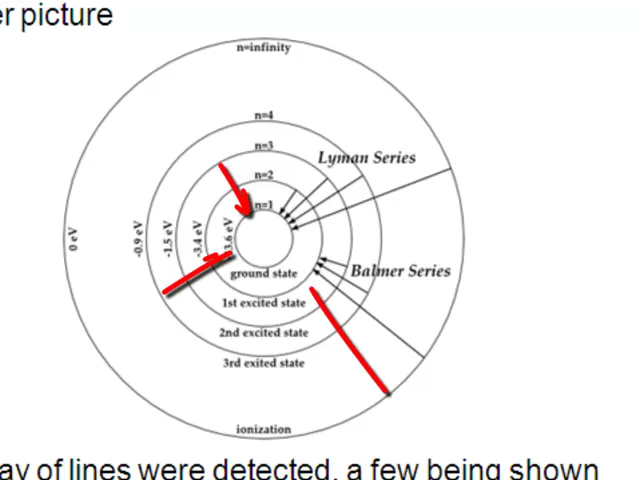 er picture
n=infinity
n=4
n=3
Lyman Series
n=2
n=1
0 eV
-0.9 eV
-1.5 eV
-3.4 eV
3.6 eV
Balmer Series
ground state
1st excited state
2nd excited state
3rd exited state
ionization
ay of lines were detected, a few being shown